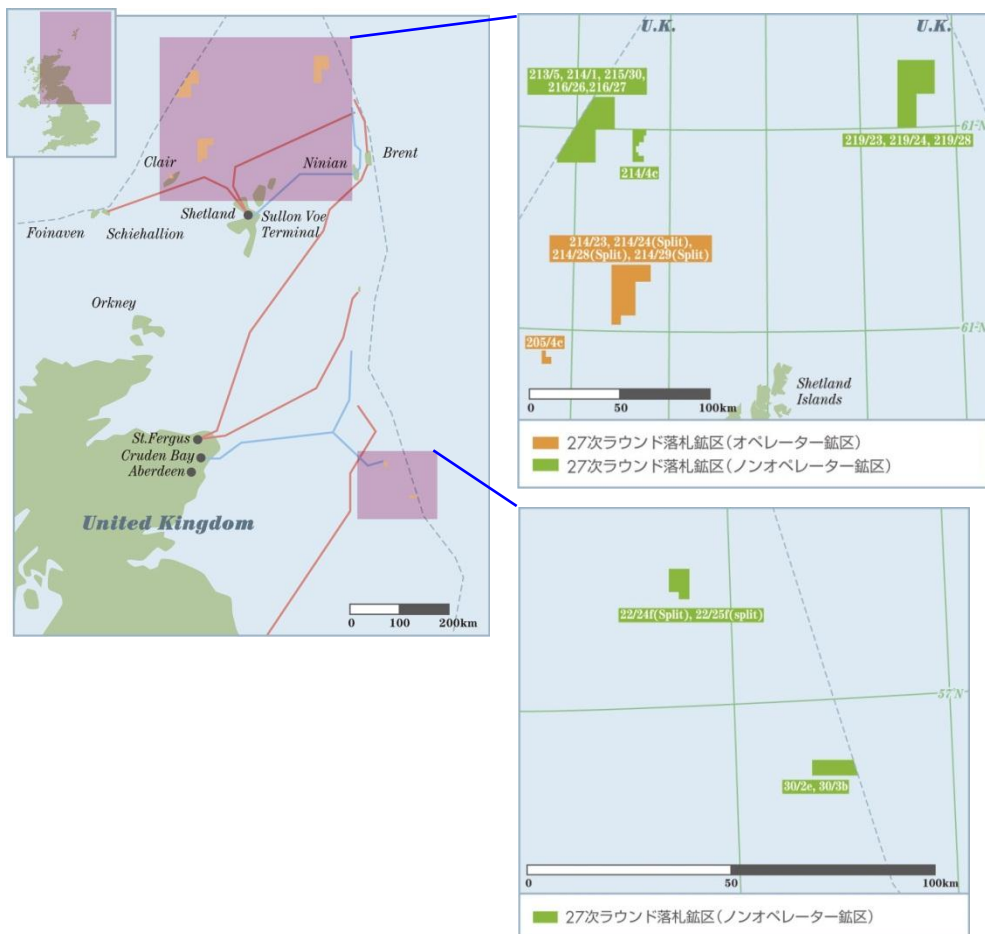 Clair
Ninian
Brent
Shetland
Sullon Voe
Terminal
Foinaven
Schiehallion
Orkney
St.Fergus
Cruden Bay
Aberdeen
United Kingdom
0 100 200km
U.K.
U.K.
213/5, 214/1, 215/30,
216/26,216/27
61°N
219/23, 219/24, 219/28
214/4c
214/23, 214/24(Split),
214/28(Split), 214/29(Split)
61°N
205/4c
Shetland
Islands
0 50 100km
27次ラウンド落札鉱区(オペレーター鉱区)
27次ラウンド落札鉱区(ノンオペレーター鉱区)
22/24f(Split), 22/25f(split)
57°N
30/2e, 30/3b
0 50 100km
27次ラウンド落札鉱区(ノンオペレーター鉱区)